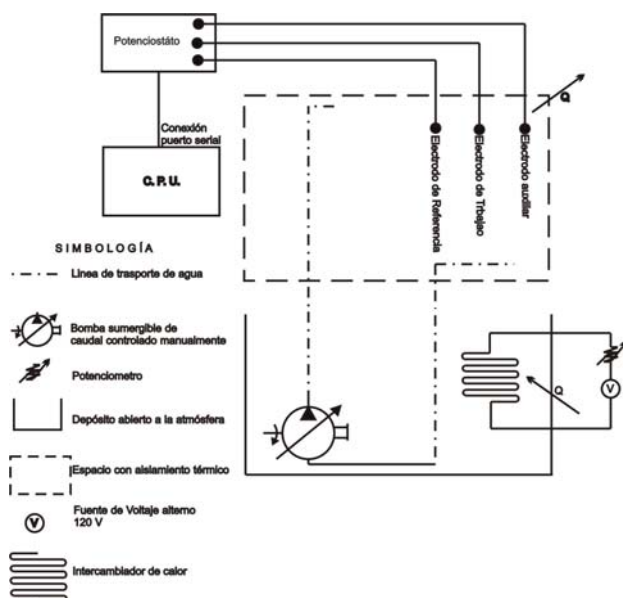 Potenciostáto
Q
Conexión
puerto serial
C. P. U.
Electrodo de Referencia
Electrodo de Trbajao
Electrodo auxiliar
SIMBOLOGÍA
Linea de trasporte de agua
Bomba sumergible de
caudal controlado manualmente
Potenciometro
Depósito abierto a la atmósfera
Espacio con aislamiento térmico
V
Fuente de Voltaje alterno
120 V
Intercambiador de calor
Q
V